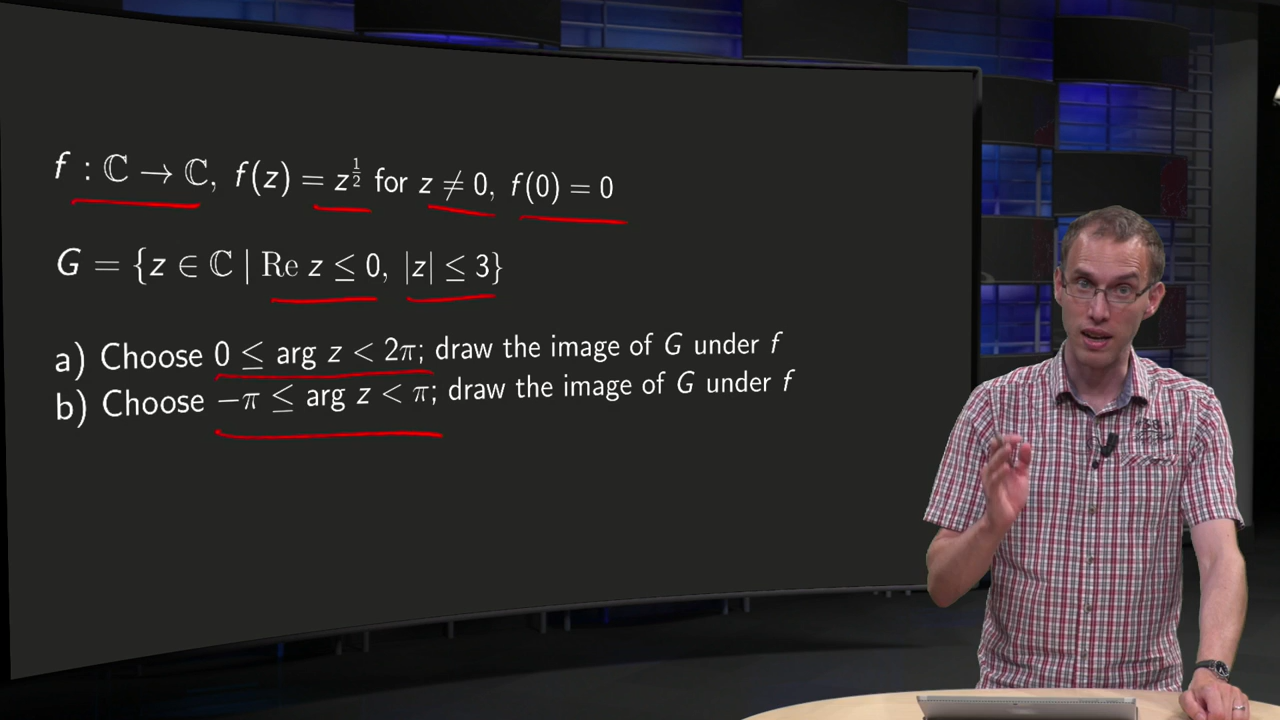 f : ℂ → ℂ, f(z) = z^{1/2} for z ≠ 0, f(0) = 0
G = {z ∈ ℂ | Re z ≤ 0, |z| ≤ 3}
a) Choose 0 ≤ arg z < 2π; draw the image of G under f
b) Choose −π ≤ arg z < π; draw the image of G under f